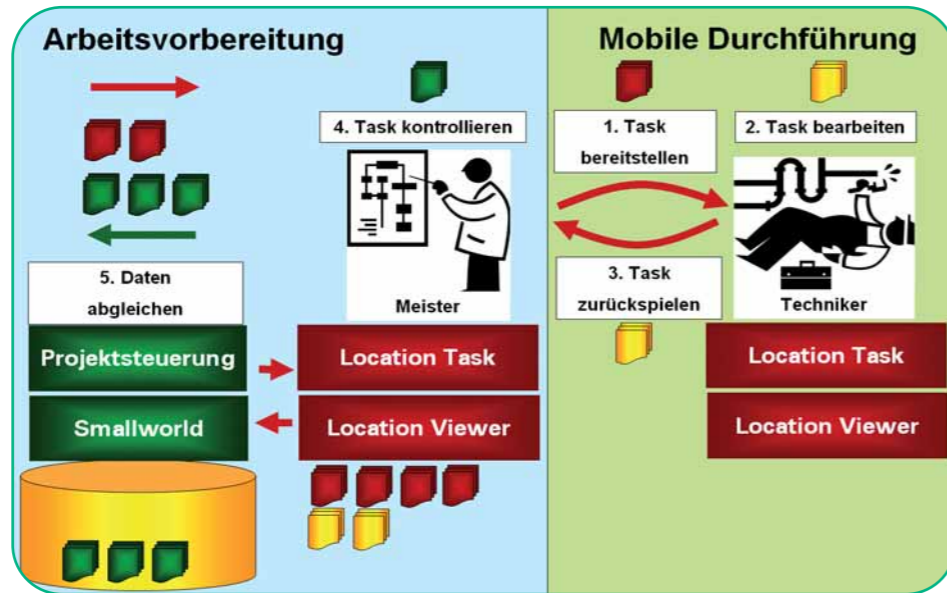 Arbeitsvorbereitung
4. Task kontrollieren
Meister
5. Daten
abgleichen
Projektsteuerung
Smallworld
Location Task
Location Viewer
Mobile Durchführung
1. Task
bereitstellen
2. Task bearbeiten
3. Task
zurückspielen
Techniker
Location Task
Location Viewer